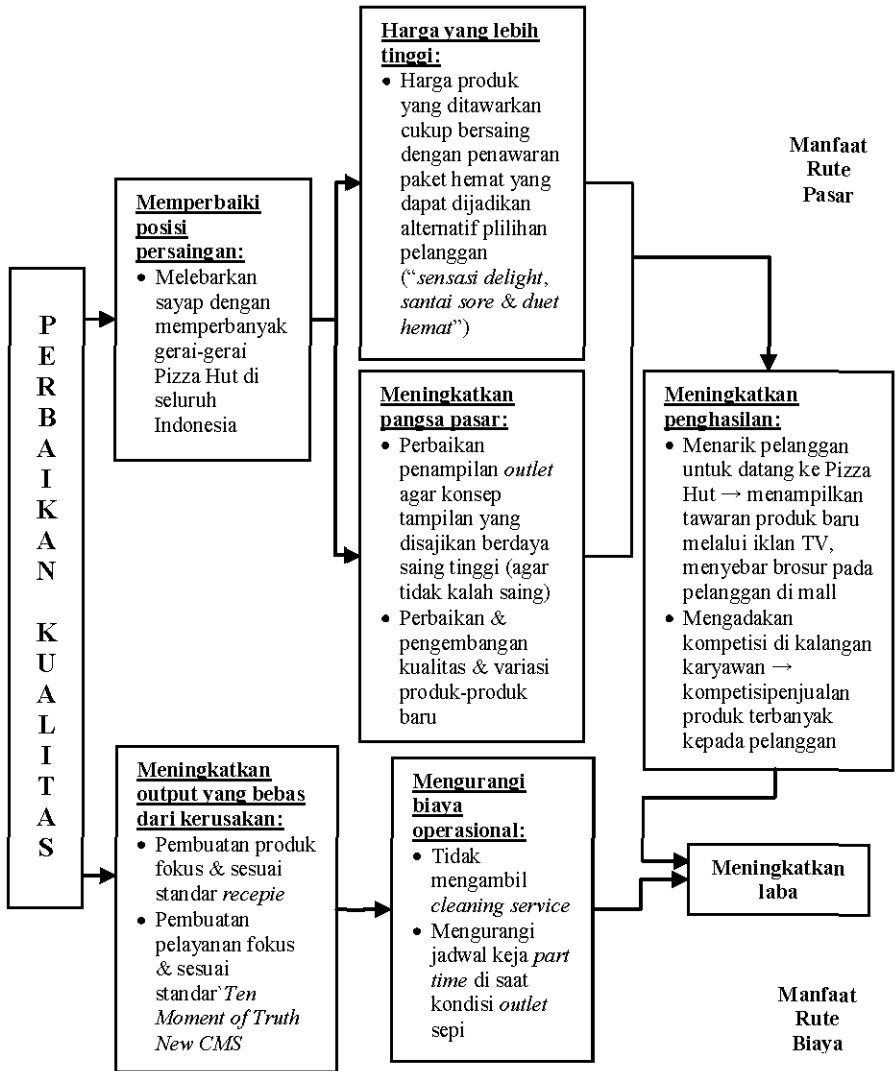 PERBAIKAN KUALITAS
Memperbaiki
posisi
persaingan:
• Melebarkan
sayap dengan
memperbanyak
gerai-gerai
Pizza Hut di
seluruh
Indonesia
Harga yang lebih
tinggi:
• Harga produk
yang ditawarkan
cukup bersaing
dengan penawaran
paket hemat yang
dapat dijadikan
alternatif plilihan
pelanggan
(“sensasi delight,
santai sore & duet
hemat”)
Manfaat
Rute
Pasar
Meningkatkan
pangsa pasar:
• Perbaikan
penampilan outlet
agar konsep
tampilan yang
disajikan berdaya
saing tinggi (agar
tidak kalah saing)
• Perbaikan &
pengembangan
kualitas & variasi
produk-produk
baru
Meningkatkan
penghasilan:
• Menarik pelanggan
untuk datang ke Pizza
Hut → menampilkan
tawaran produk baru
melalui iklan TV,
menyebar brosur pada
pelanggan di mall
• Mengadakan
kompetisi di kalangan
karyawan →
kompetisipenjualan
produk terbanyak
kepada pelanggan
Meningkatkan
output yang bebas
dari kerusakan:
• Pembuatan produk
fokus & sesuai
standar recepie
• Pembuatan
pelayanan fokus
& sesuai
standar`Ten
Moment of Truth
New CMS
Mengurangi
biaya
operasional:
• Tidak
mengambil
cleaning service
• Mengurangi
jadwal keja part
time di saat
kondisi outlet
sepi
Meningkatkan
laba
Manfaat
Rute
Biaya